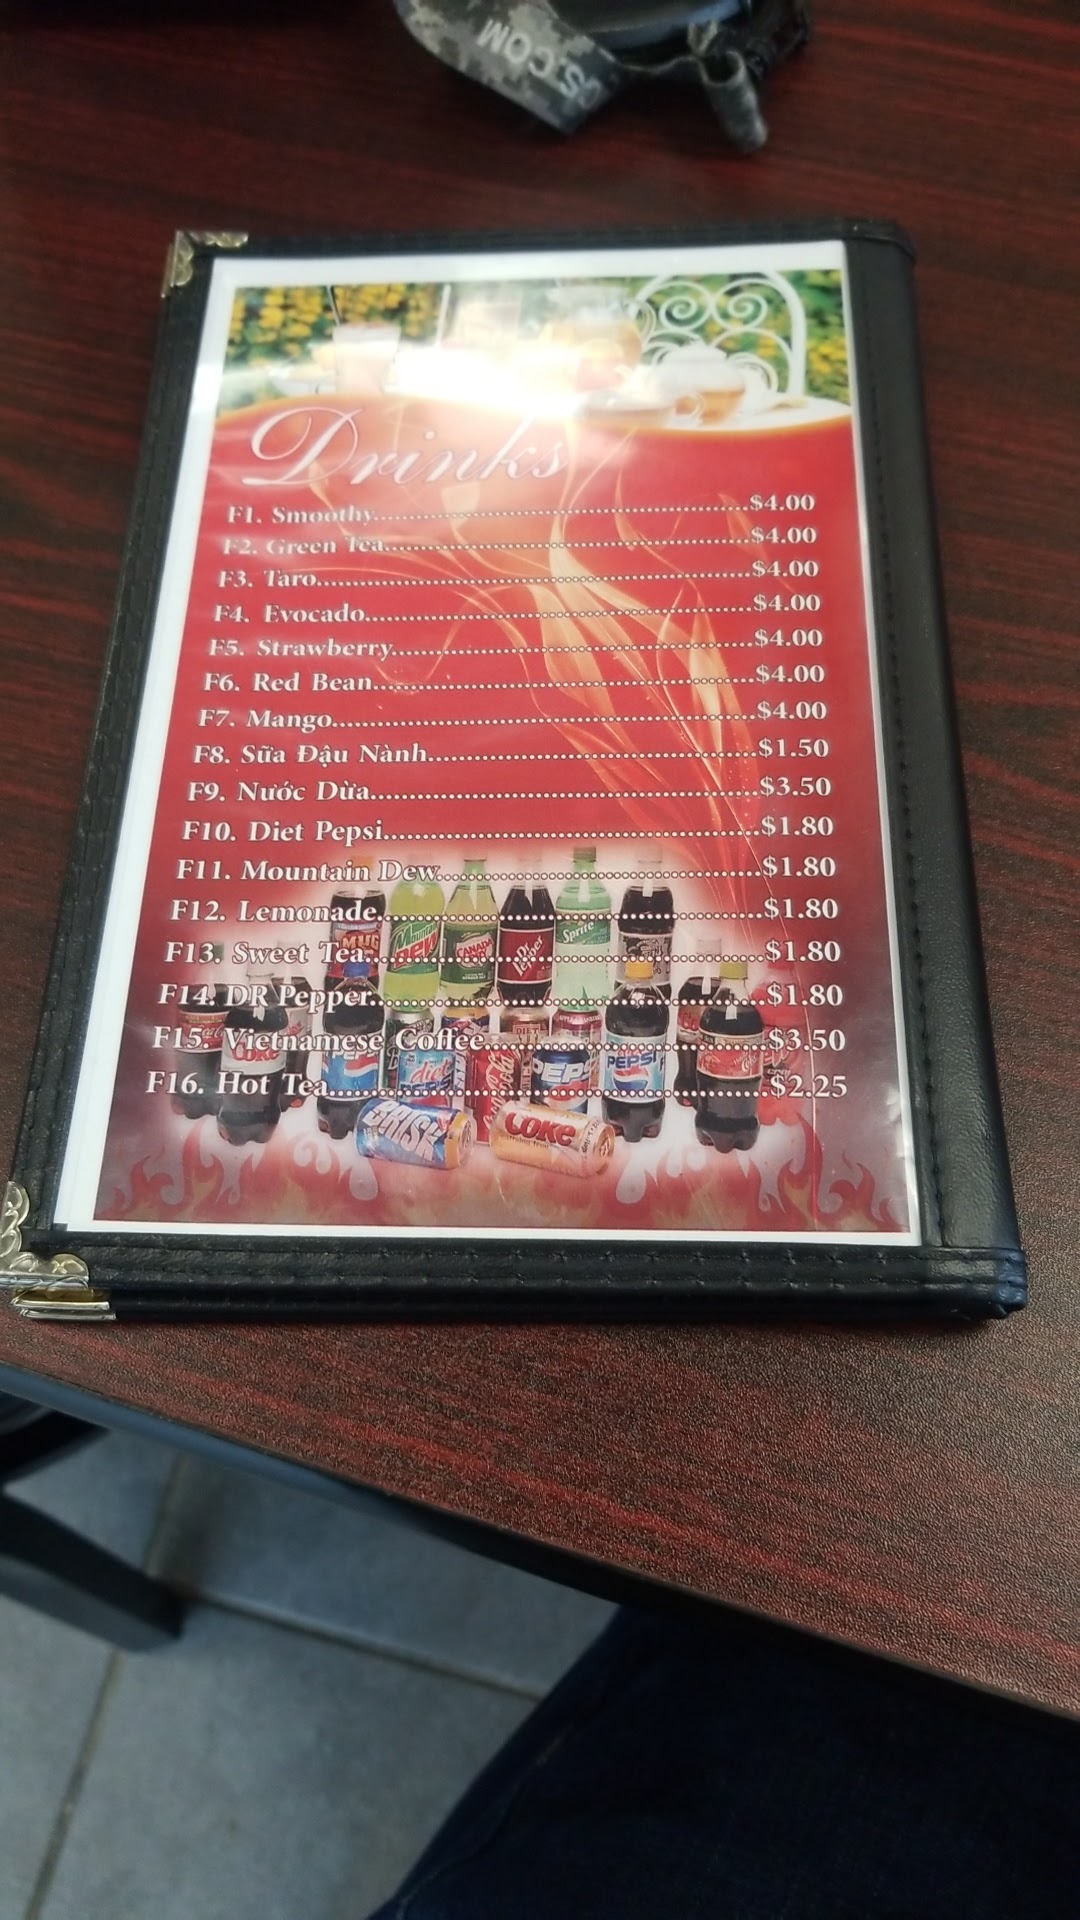 S.COM
Drinks
F1. Smoothy $4.00
F2. Green Tea $4.00
F3. Taro $4.00
F4. Evocado $4.00
F5. Strawberry $4.00
F6. Red Bean $4.00
F7. Mango $4.00
F8. Sữa Đậu Nành $1.50
F9. Nước Dừa $3.50
F10. Diet Pepsi $1.80
F11. Mountain Dew $1.80
F12. Lemonade $1.80
F13. Sweet Tea $1.80
F14. DR Pepper $1.80
F15. Vietnamese Coffee $3.50
F16. Hot Tea $2.25
MUG
Mountain Dew
CANADA
Dr Pepper
Sprite
Coke
diet PEPSI
Coca-Cola
DIET
PEPSI
PEPSI
BRISK
Coke